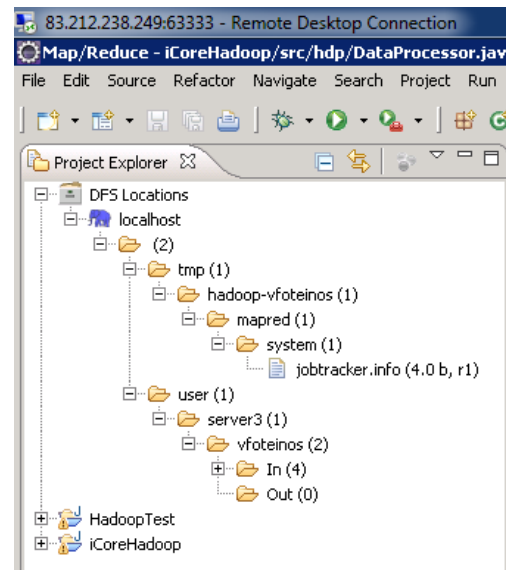 83.212.238.249:63333 - Remote Desktop Connection
Map/Reduce - iCoreHadoop/src/hdp/DataProcessor.jav
File Edit Source Refactor Navigate Search Project Run
Project Explorer
DFS Locations
localhost
(2)
tmp (1)
hadoop-vfoteinos (1)
mapred (1)
system (1)
jobtracker.info (4.0 b, r1)
user (1)
server3 (1)
vfoteinos (2)
In (4)
Out (0)
HadoopTest
iCoreHadoop